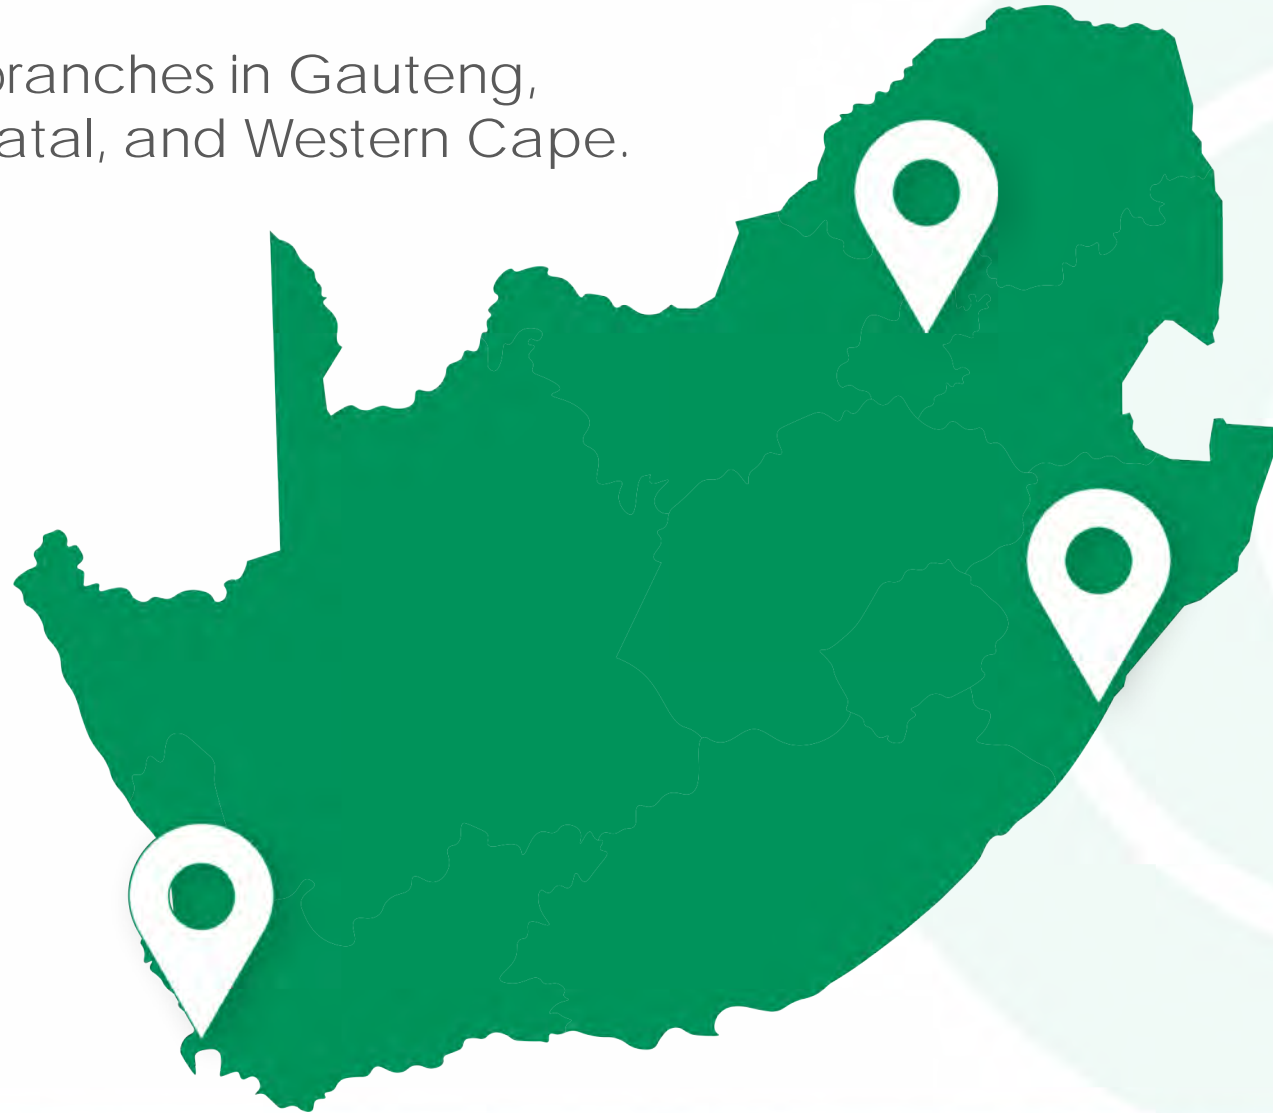 branches in Gauteng,
atal, and Western Cape.